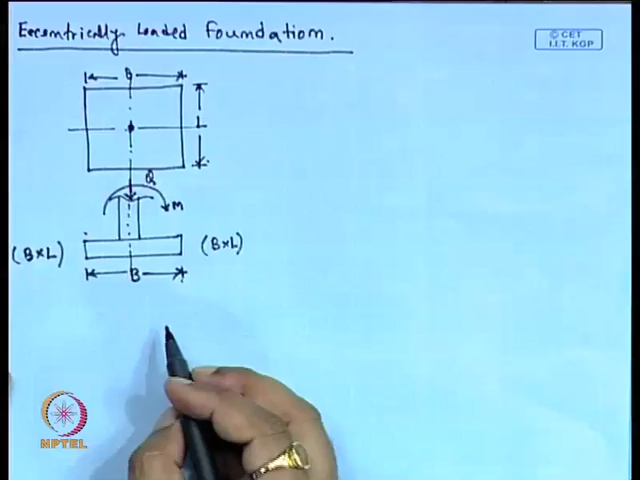 Eccentrically Loaded Foundation.
© CET
I.I.T. KGP
B
L
Q
M
(B×L)
(B×L)
B
NPTEL